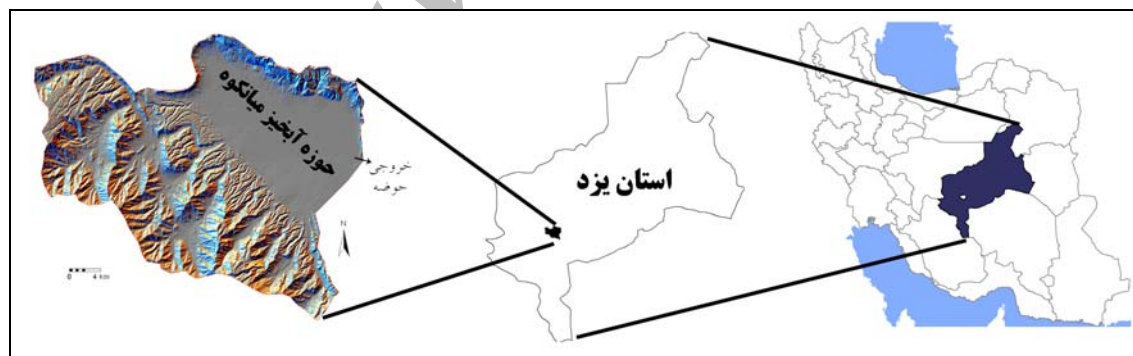 استان یزد
حوزه آبخیز میانکوه
خروجی
حوضه
N
0 4 km